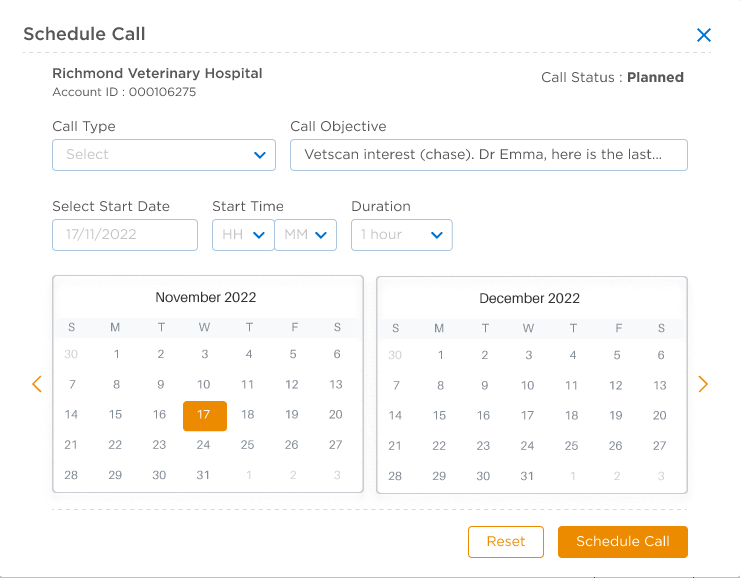 Schedule Call
Richmond Veterinary Hospital
Call Status : Planned
Account ID : 000106275
Call Type
Call Objective
Select
Vetscan interest (chase). Dr Emma, here is the last...
Select Start Date
Start Time
Duration
17/11/2022
HH
MM
1 hour
November 2022
S M T W T F S
30 1 2 3 4 5 6
7 8 9 10 11 12 13
14 15 16 17 18 19 20
21 22 23 24 25 26 27
28 29 30 31 1 2 3
December 2022
S M T W T F S
30 1 2 3 4 5 6
7 8 9 10 11 12 13
14 15 16 17 18 19 20
21 22 23 24 25 26 27
28 29 30 31 1 2 3
Reset
Schedule Call